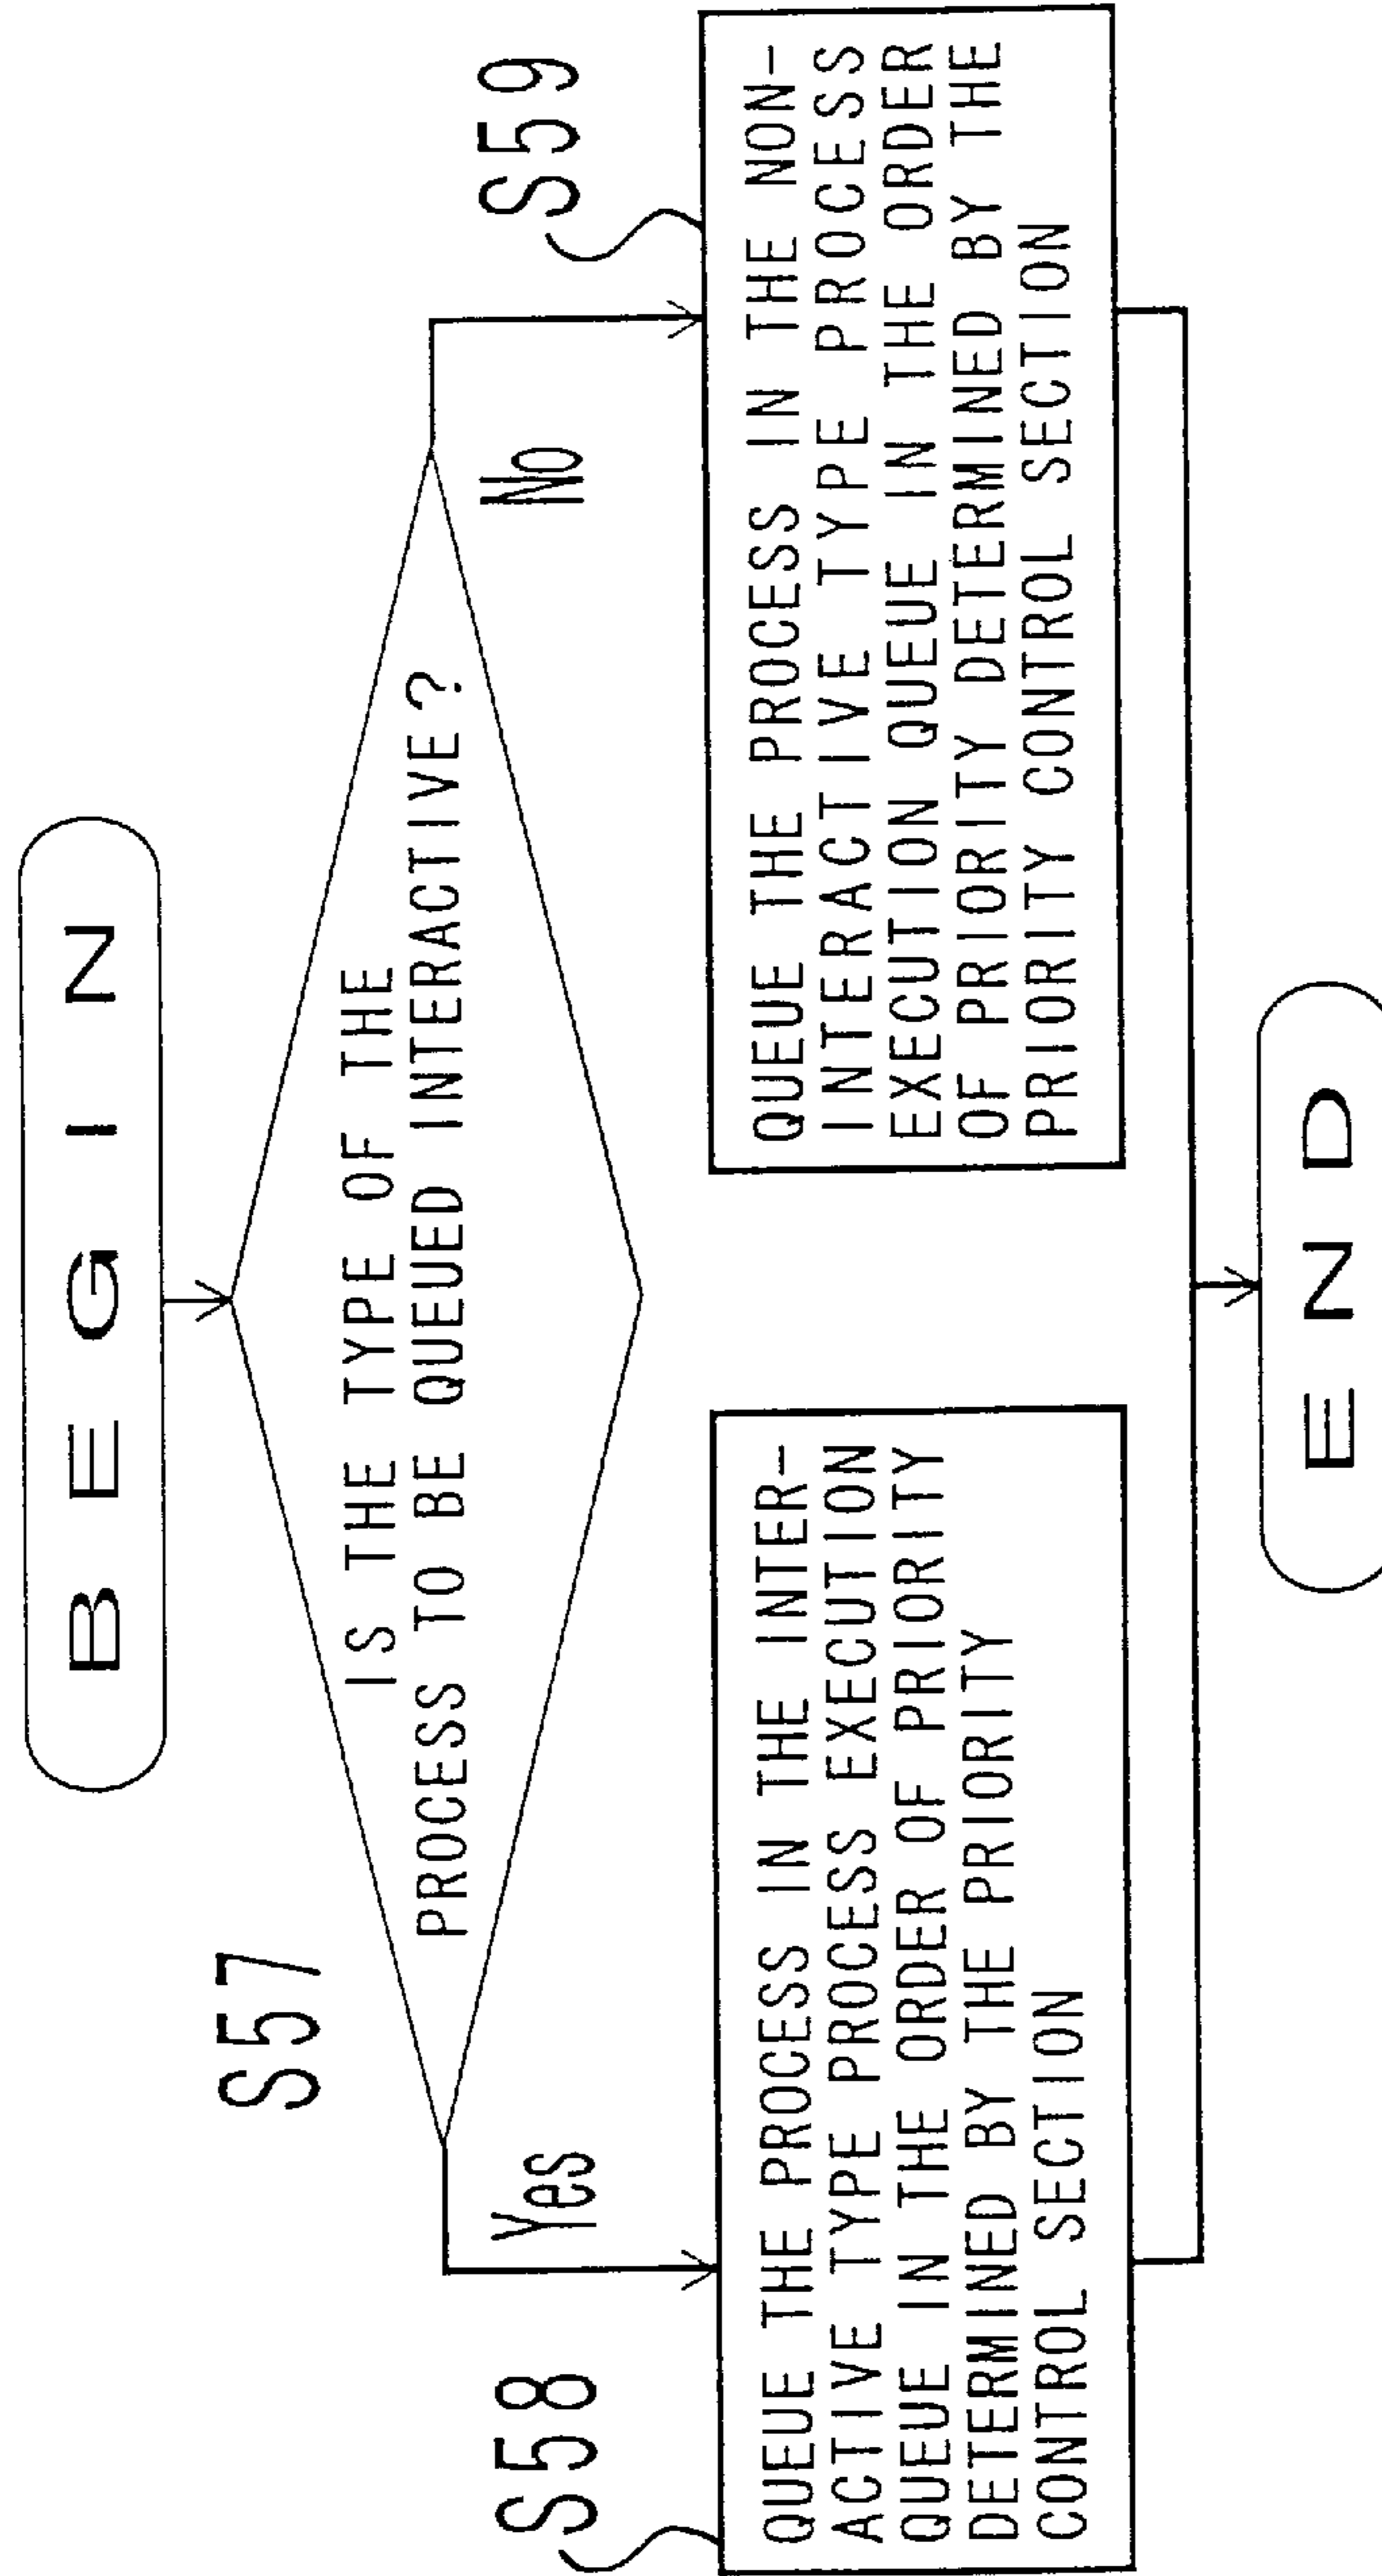 BEGIN
S57
IS THE TYPE OF THE
PROCESS TO BE QUEUED INTERACTIVE?
Yes
No
S58
QUEUE THE PROCESS IN THE INTER-
ACTIVE TYPE PROCESS EXECUTION
QUEUE IN THE ORDER OF PRIORITY
DETERMINED BY THE PRIORITY
CONTROL SECTION
S59
QUEUE THE PROCESS IN THE NON-
INTERACTIVE TYPE PROCESS
EXECUTION QUEUE IN THE ORDER
OF PRIORITY DETERMINED BY THE
PRIORITY CONTROL SECTION
END